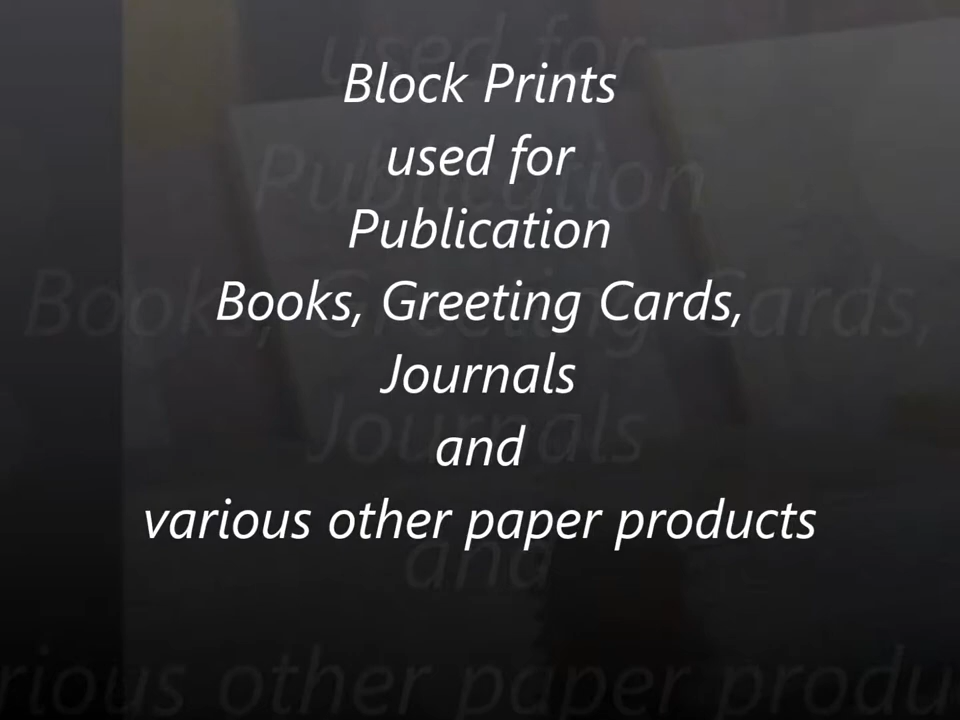 Block Prints
used for
Publication
Books, Greeting Cards,
Journals
and
various other paper products